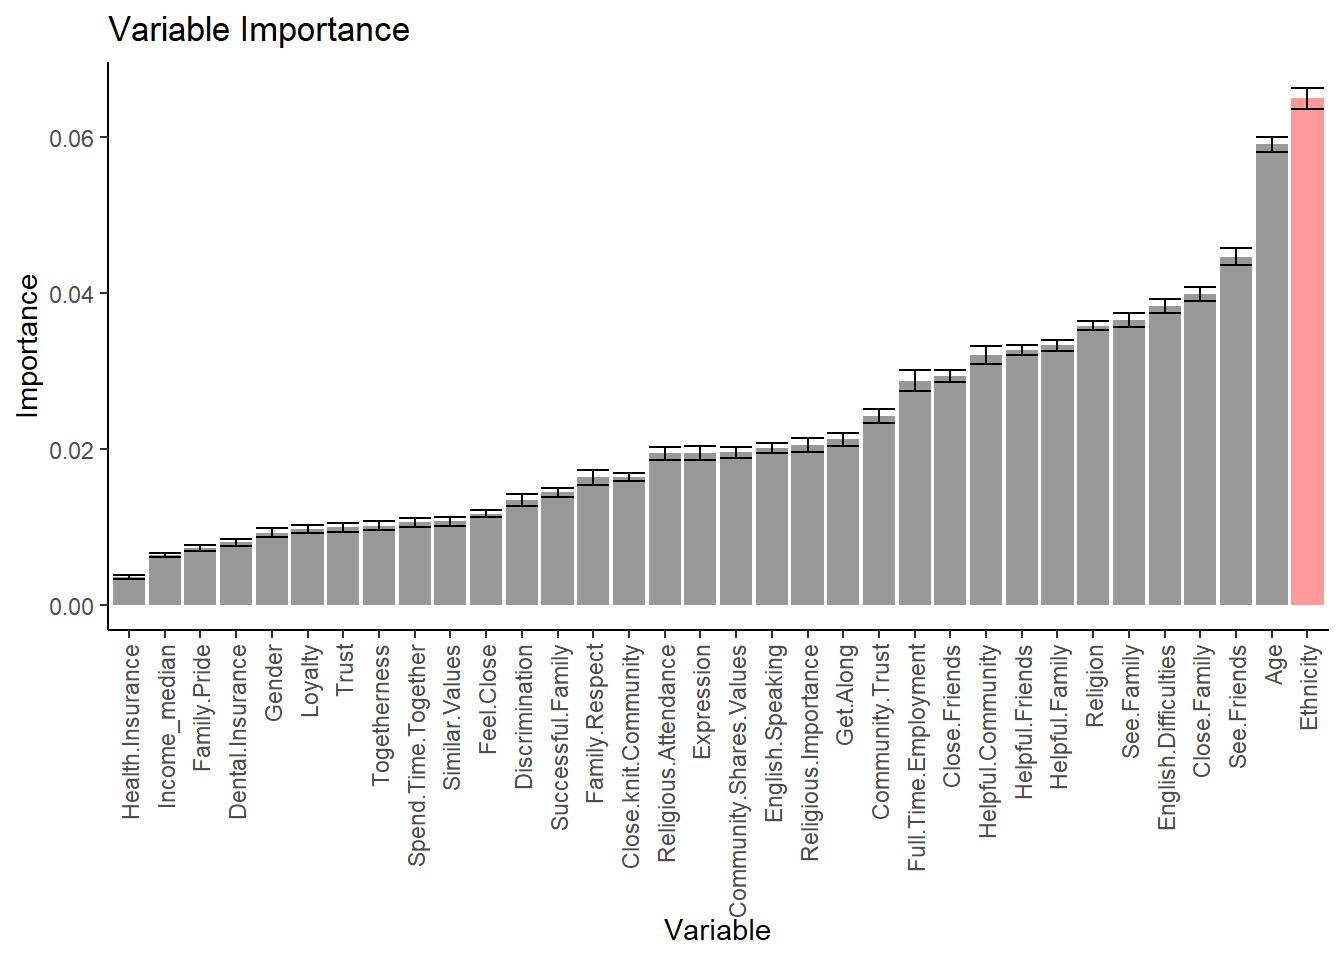 Variable Importance
Importance
0.06
0.04
0.02
0.00
Health.Insurance
Income_median
Family.Pride
Dental.Insurance
Gender
Loyalty
Trust
Togetherness
Spend.Time.Together
Similar.Values
Feel.Close
Discrimination
Successful.Family
Family.Respect
Close.knit.Community
Religious.Attendance
Expression
Community.Shares.Values
English.Speaking
Religious.Importance
Get.Along
Community.Trust
Full.Time.Employment
Close.Friends
Helpful.Community
Helpful.Friends
Helpful.Family
Religion
See.Family
English.Difficulties
Close.Family
See.Friends
Age
Ethnicity
Variable